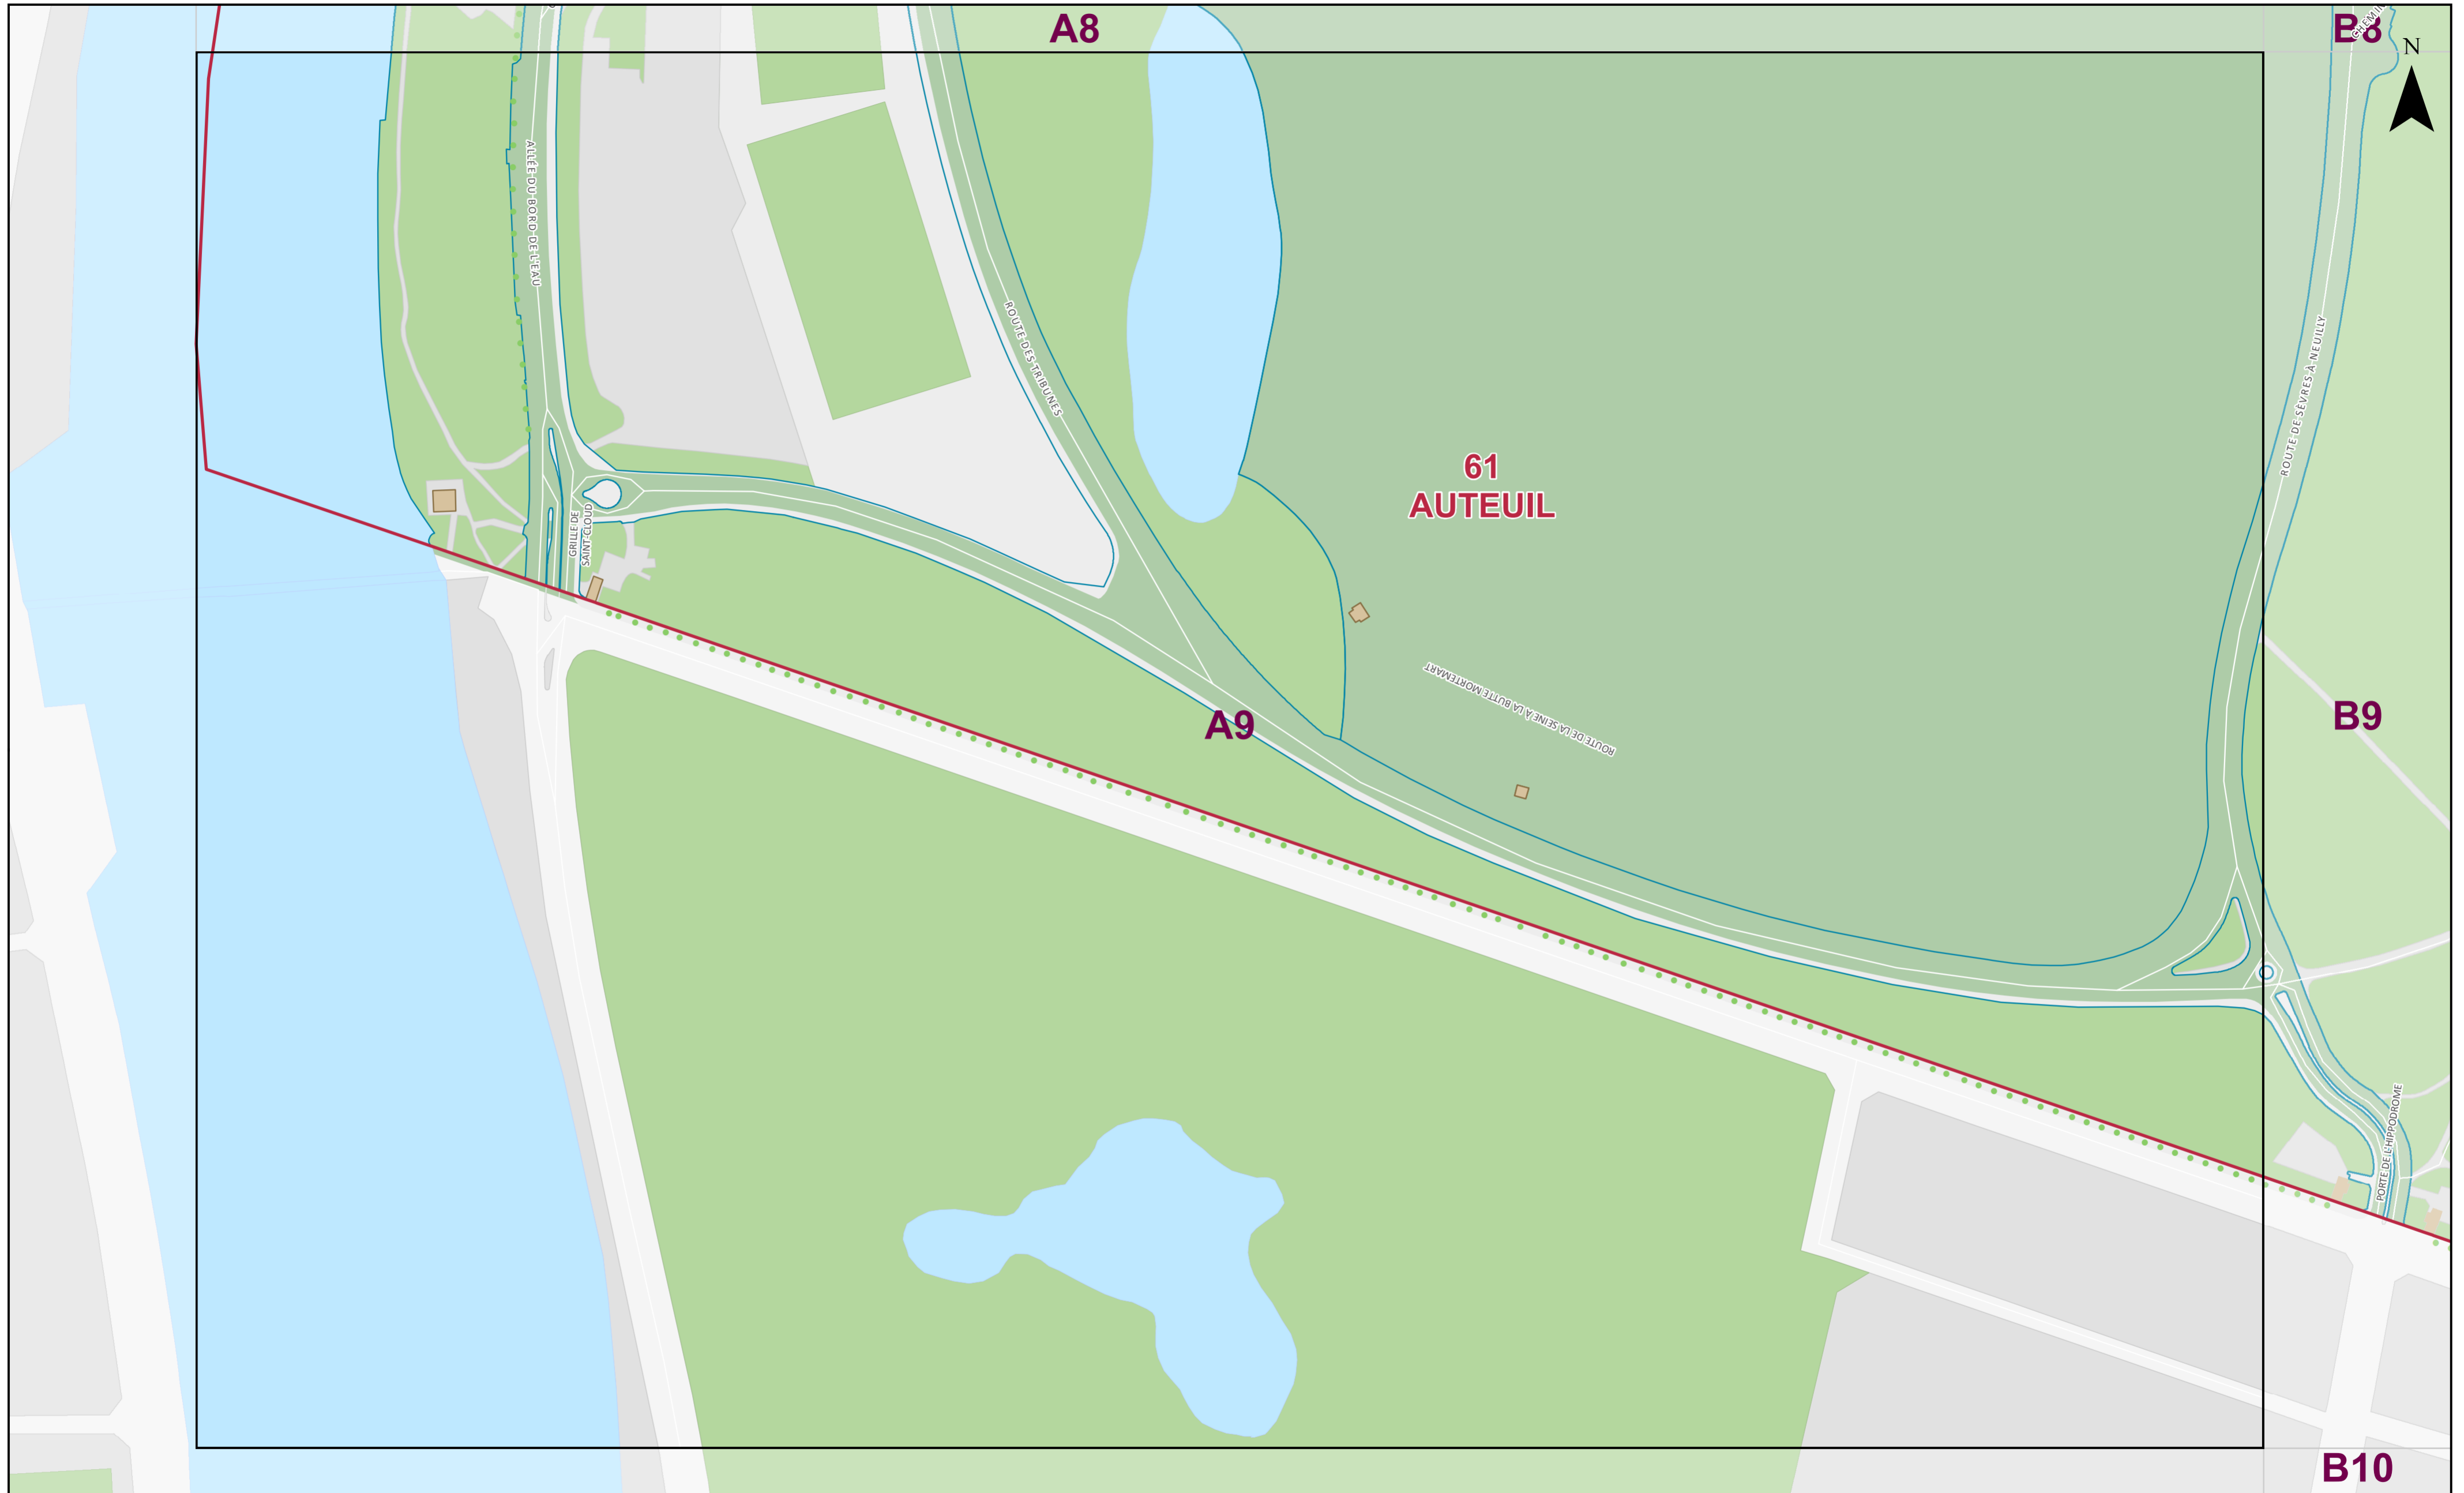 A8
B8
CHEMIN
N
ALLÉE DU BORD DE L'EAU
ROUTE DES TRIBUNES
ROUTE DE SÈVRES À NEUILLY
61
AUTEUIL
GRILLE DE
SAINT-CLOUD
ROUTE DE LA SEINE À LA BUTTE MORTEMART
A9
B9
PORTE DE L'HIPPODROME
B10